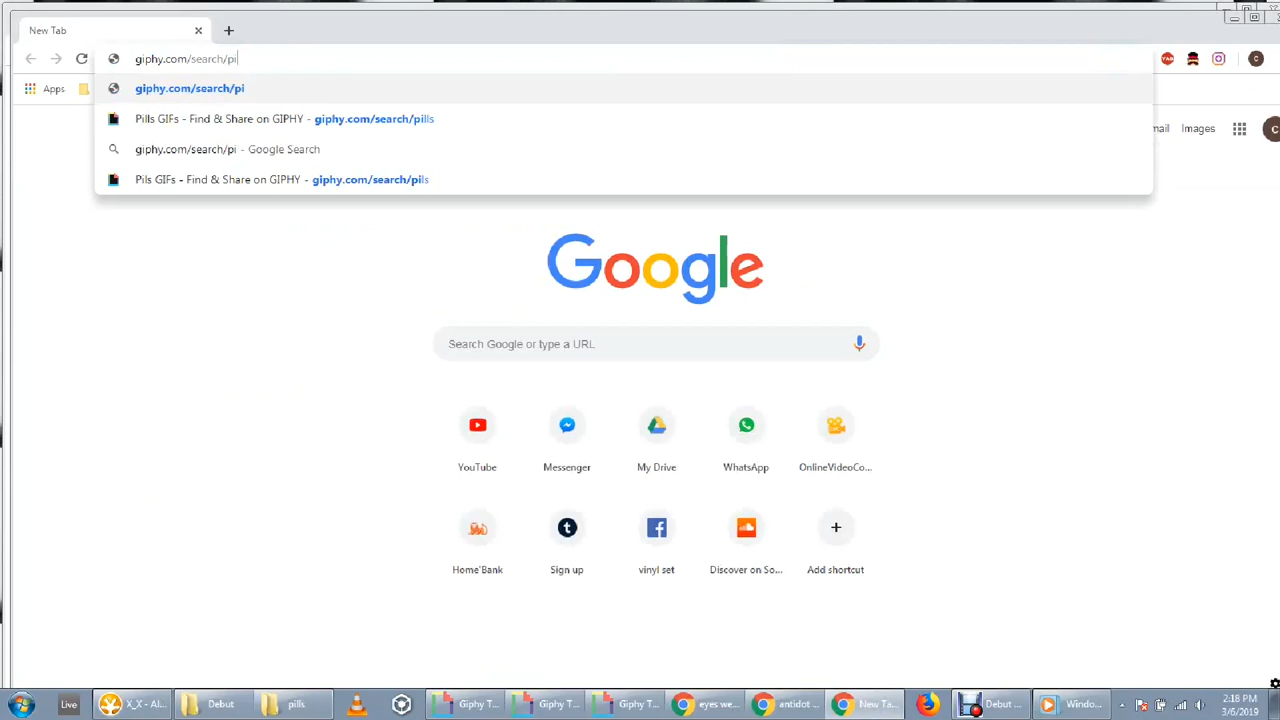 New Tab
giphy.com/search/pi
giphy.com/search/pi
Pills GIFs - Find & Share on GIPHY - giphy.com/search/pills
giphy.com/search/pi - Google Search
Pils GIFs - Find & Share on GIPHY - giphy.com/search/pils
Apps
mail Images
C
Google
Search Google or type a URL
YouTube Messenger My Drive WhatsApp OnlineVideoCo...
Home'Bank Sign up vinyl set Discover on So... Add shortcut
Live X_X - Al... Debut pills Giphy T... Giphy T... Giphy T... eyes we... antidot ... New Ta... Debut ... Windo...
2:18 PM
3/6/2019